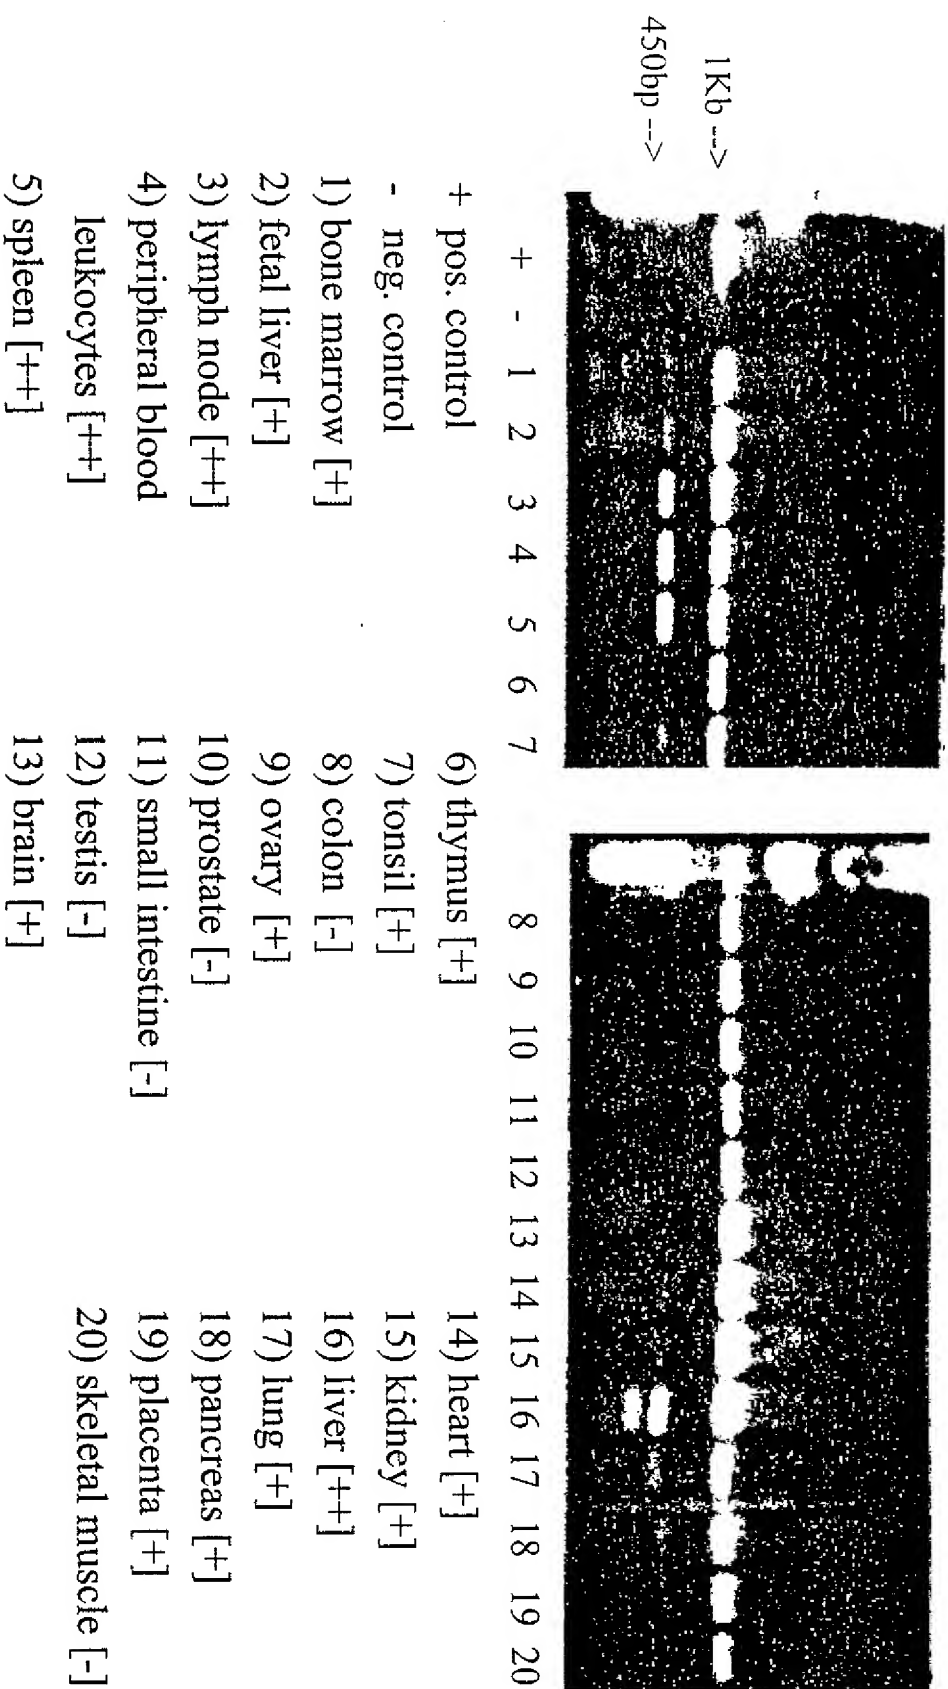 1Kb -->
450bp -->
+ - 1 2 3 4 5 6 7
8 9 10 11 12 13 14 15 16 17 18 19 20
+ pos. control
- neg. control
1) bone marrow [+]
2) fetal liver [+]
3) lymph node [++]
4) peripheral blood
leukocytes [++]
5) spleen [++]
6) thymus [+]
7) tonsil [+]
8) colon [-]
9) ovary [+]
10) prostate [-]
11) small intestine [-]
12) testis [-]
13) brain [+]
14) heart [+]
15) kidney [+]
16) liver [++]
17) lung [+]
18) pancreas [+]
19) placenta [+]
20) skeletal muscle [-]